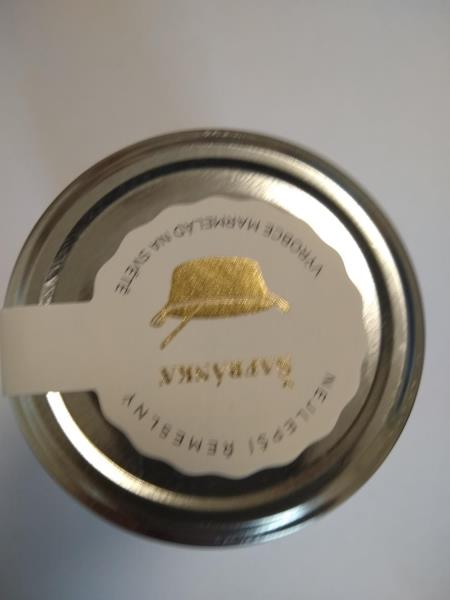 NEJLEPŠÍ ŘEMESLNÝ
ŠAFRÁNKA
VÝROBCE MARMELÁD NA SVĚTĚ